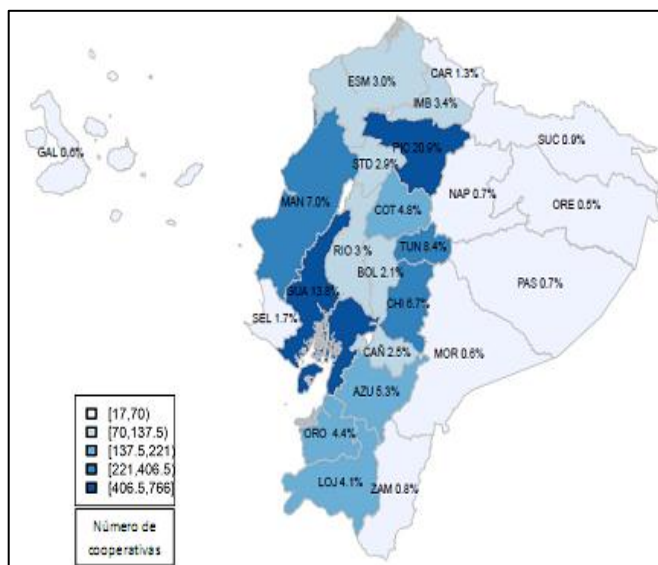 ESM 3.0%
CAR 1.3%
IMB 3.4%
PIC 20.9%
SUC 0.9%
GAL 0.6%
STD 2.9%
NAP 0.7%
ORE 0.5%
MAN 7.0%
COT 4.8%
TUN 8.4%
RIO 3 %
BOL 2.1%
PAS 0.7%
GUA 13.8%
CHI 6.7%
SEL 1.7%
CAÑ 2.6%
MOR 0.6%
AZU 5.3%
ORO 4.4%
LOJ 4.1%
ZAM 0.8%
[17,70)
[70,137.5)
[137.5,221)
[221,406.5)
[406.5,766)
Número de
cooperativas